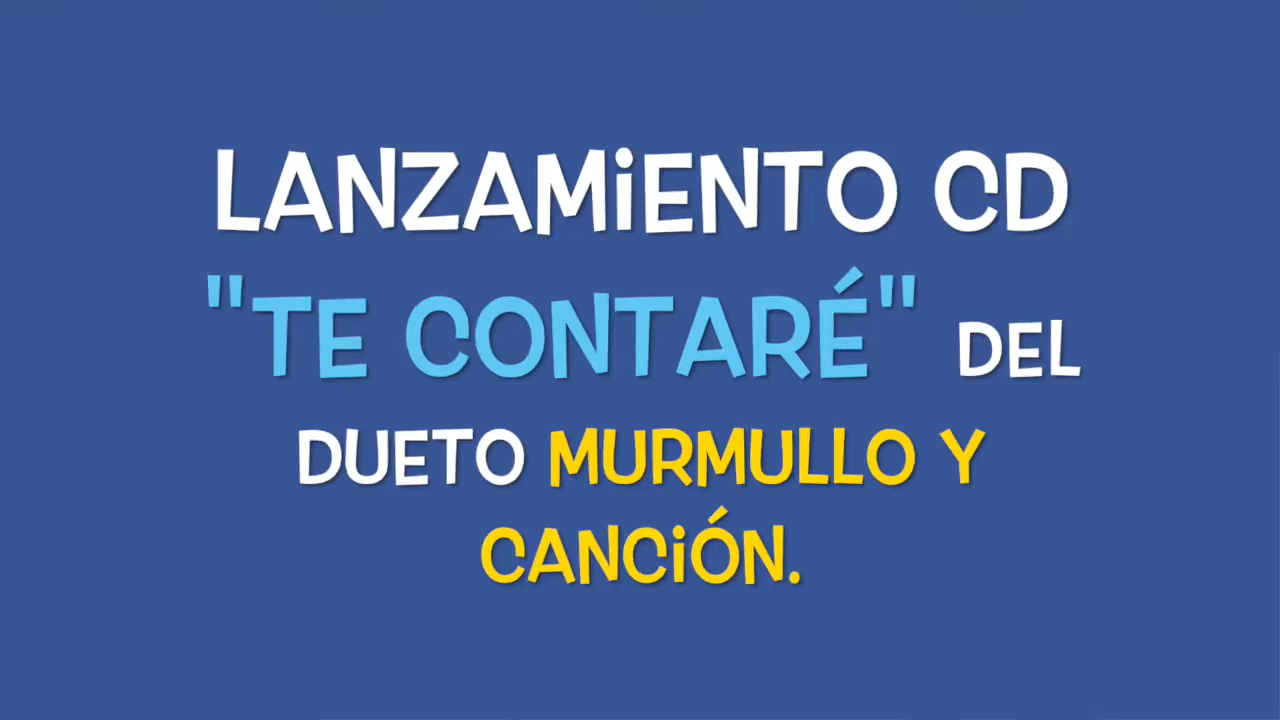 LANZAMiENTO CD
"TE CONTARÉ" DEL
DUETO MURMULLO Y
CANCiÓN.